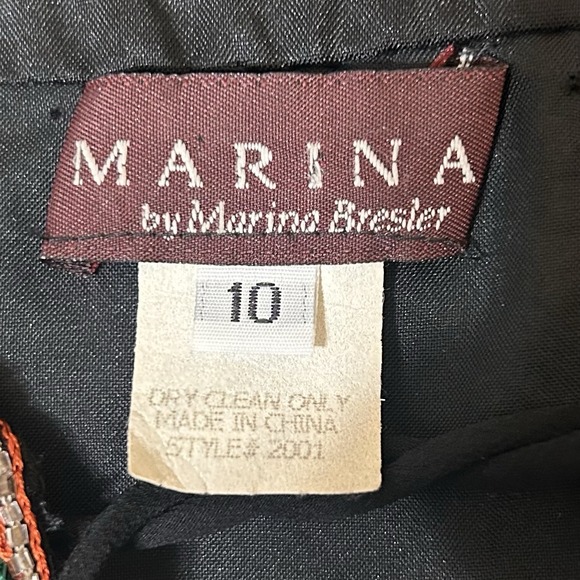 MARINA
by Marina Bresler
10
DRY CLEAN ONLY
MADE IN CHINA
STYLE# 2001